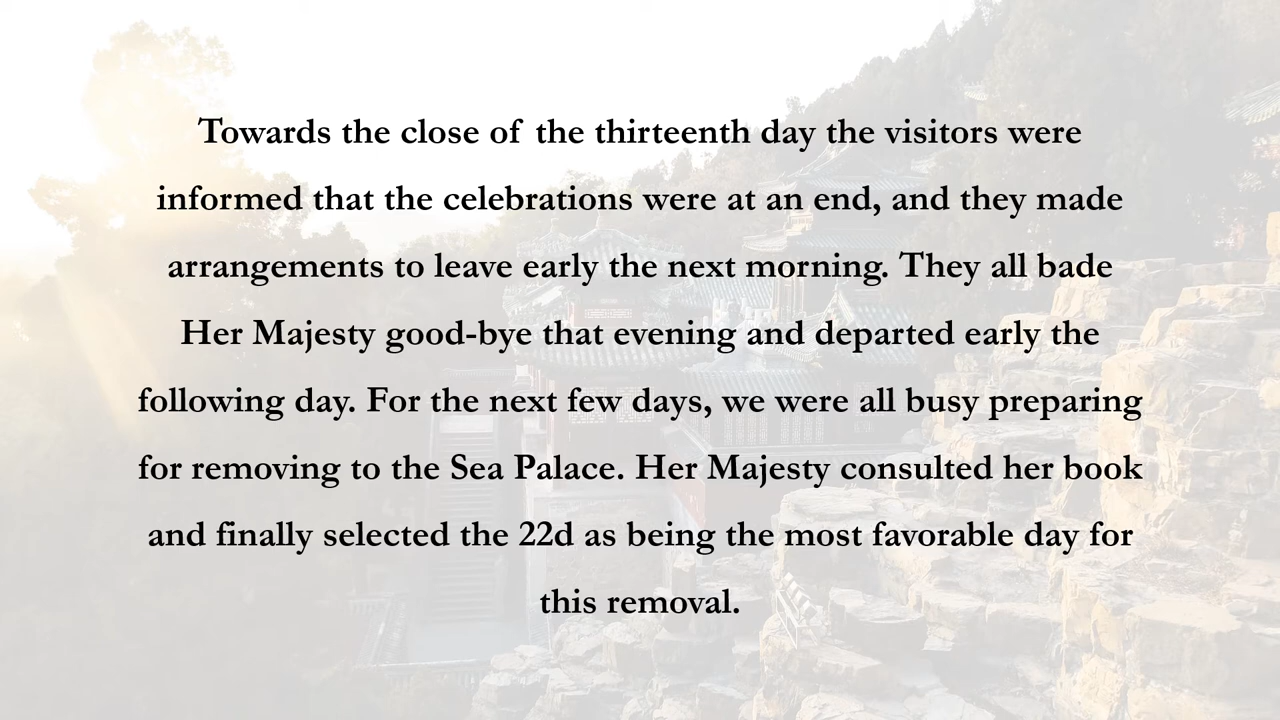 Towards the close of the thirteenth day the visitors were
informed that the celebrations were at an end, and they made
arrangements to leave early the next morning. They all bade
Her Majesty good-bye that evening and departed early the
following day. For the next few days, we were all busy preparing
for removing to the Sea Palace. Her Majesty consulted her book
and finally selected the 22d as being the most favorable day for
this removal.